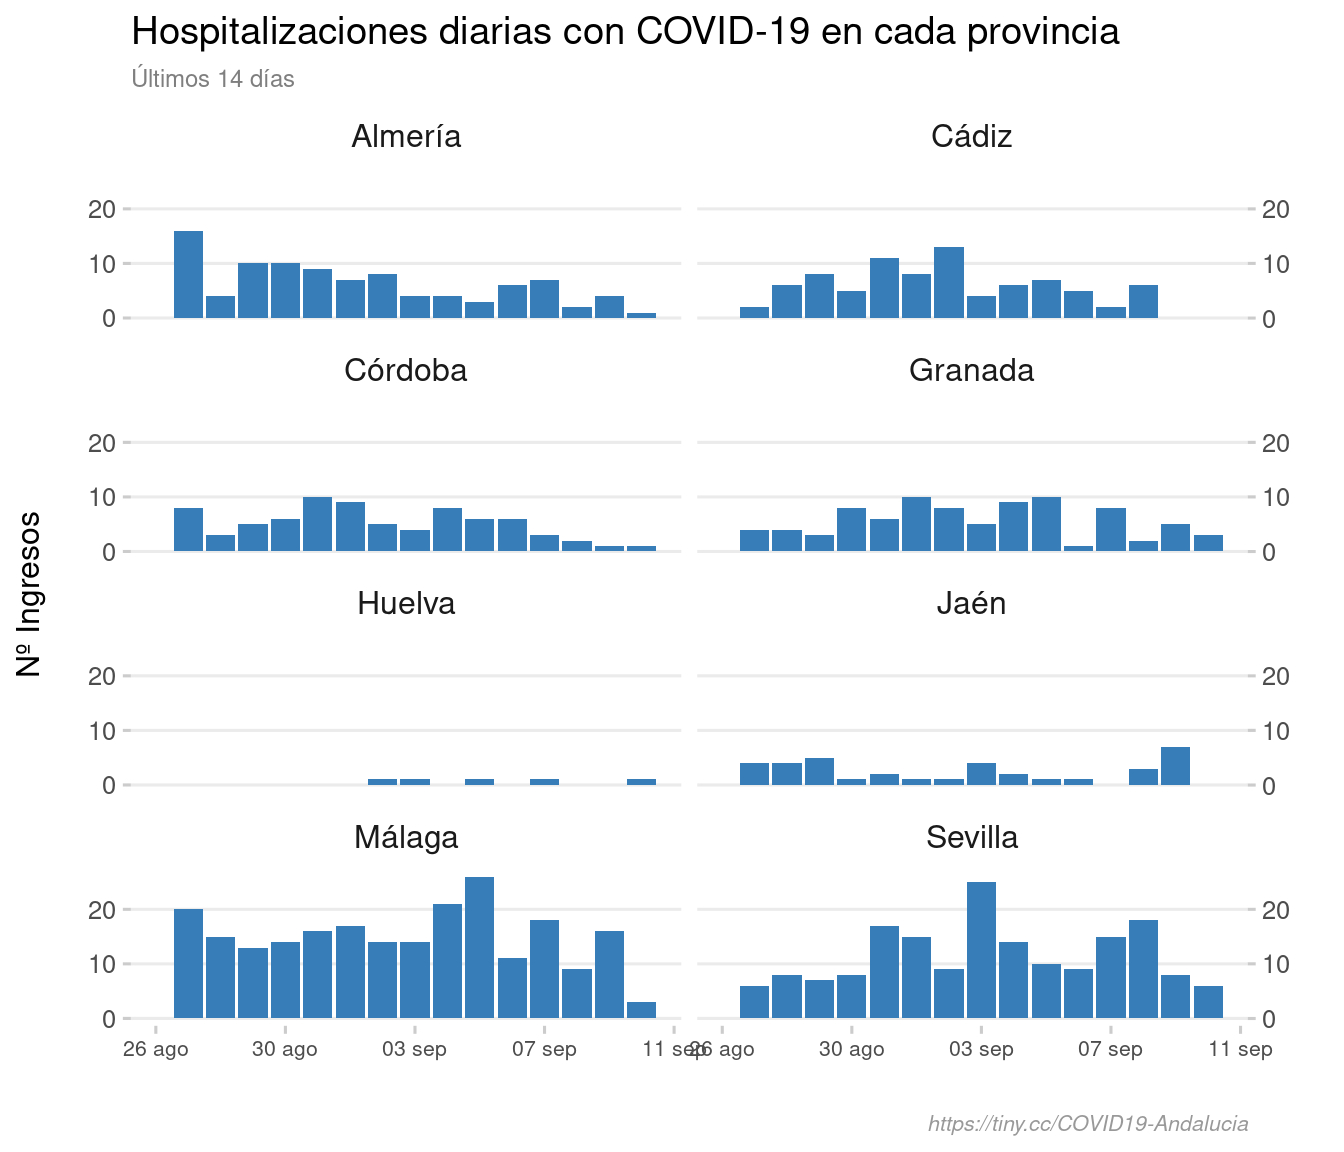 Hospitalizaciones diarias con COVID-19 en cada provincia
Últimos 14 días
Almería
Cádiz
20
10
0
20
10
0
Córdoba
Granada
20
10
0
20
10
0
Nº Ingresos
Huelva
Jaén
20
10
0
20
10
0
Málaga
Sevilla
20
10
0
20
10
0
26 ago 30 ago 03 sep 07 sep 11 sep
26 ago 30 ago 03 sep 07 sep 11 sep
https://tiny.cc/COVID19-Andalucia